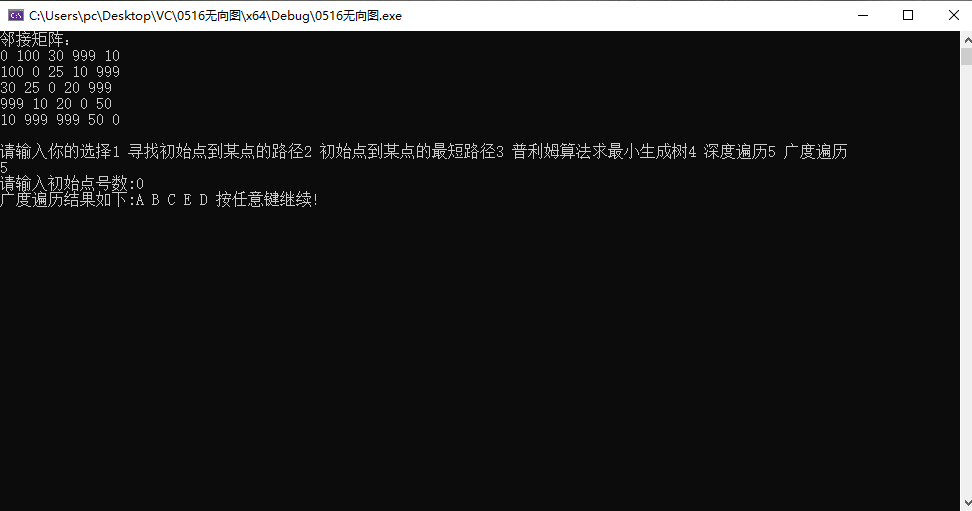 C:\Users\pc\Desktop\VC\0516无向图\x64\Debug\0516无向图.exe
邻接矩阵:
0 100 30 999 10
100 0 25 10 999
30 25 0 20 999
999 10 20 0 50
10 999 999 50 0
请输入你的选择1 寻找初始点到某点的路径2 初始点到某点的最短路径3 普利姆算法求最小生成树4 深度遍历5 广度遍历
5
请输入初始点号数:0
广度遍历结果如下:A B C E D 按任意键继续!